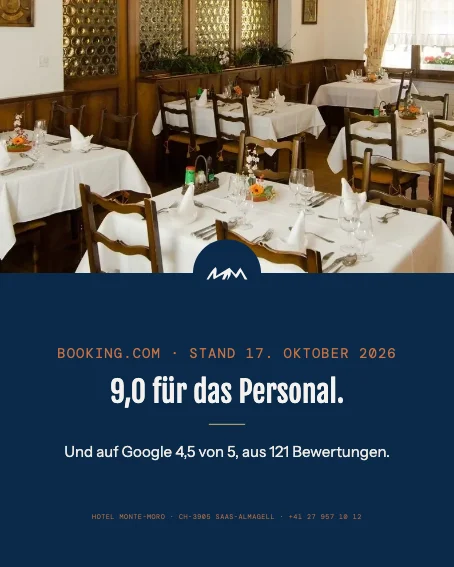 BOOKING.COM · STAND 17. OKTOBER 2026
9,0 für das Personal.
Und auf Google 4,5 von 5, aus 121 Bewertungen.
HOTEL MONTE-MORO · CH-3905 SAAS-ALMAGELL · +41 27 957 10 12